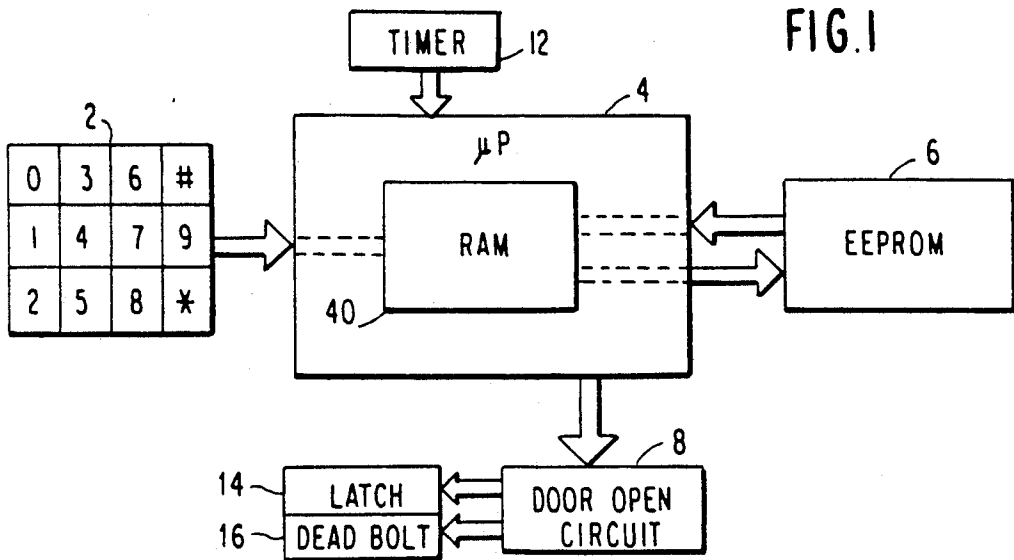 FIG.1
TIMER 12
4
μP
2
0 3 6 #
1 4 7 9
2 5 8 *
RAM
40
6
EEPROM
8
14 LATCH
16 DEAD BOLT
DOOR OPEN
CIRCUIT